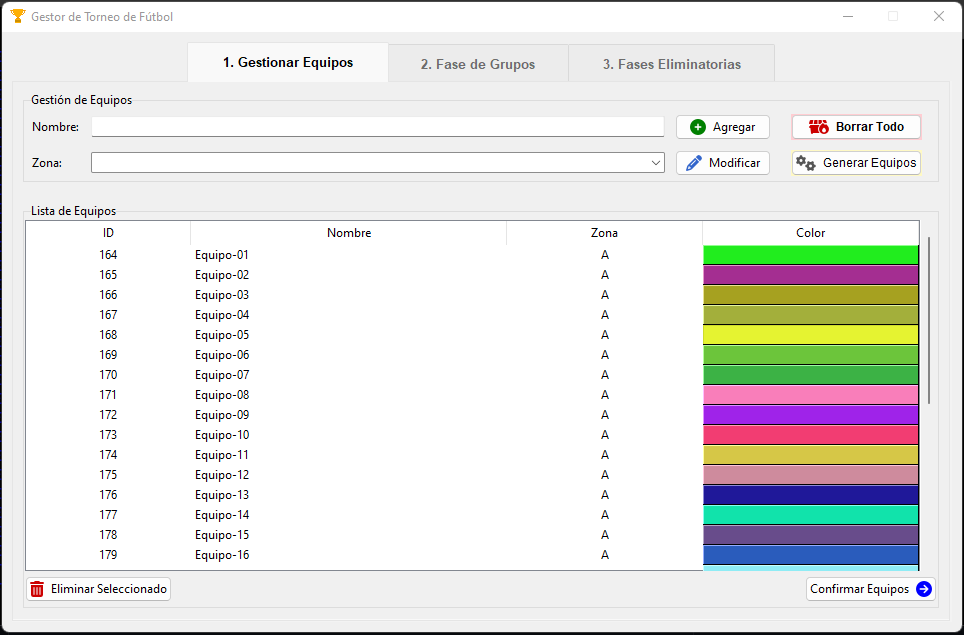 Gestor de Torneo de Fútbol
1. Gestionar Equipos 2. Fase de Grupos 3. Fases Eliminatorias
Gestión de Equipos
Nombre: Agregar Borrar Todo
Zona: Modificar Generar Equipos
Lista de Equipos
ID Nombre Zona Color
164 Equipo-01 A
165 Equipo-02 A
166 Equipo-03 A
167 Equipo-04 A
168 Equipo-05 A
169 Equipo-06 A
170 Equipo-07 A
171 Equipo-08 A
172 Equipo-09 A
173 Equipo-10 A
174 Equipo-11 A
175 Equipo-12 A
176 Equipo-13 A
177 Equipo-14 A
178 Equipo-15 A
179 Equipo-16 A
Eliminar Seleccionado Confirmar Equipos